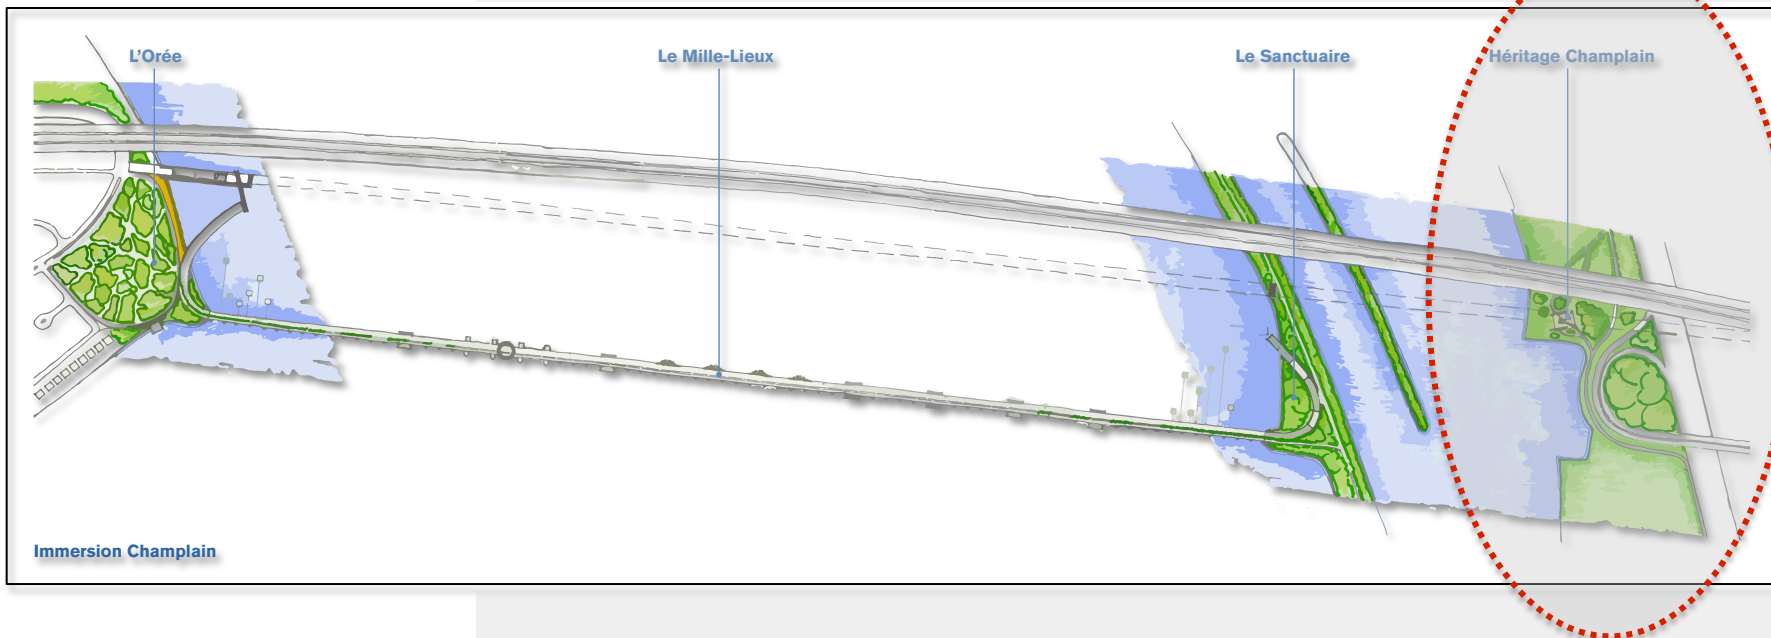 L'Orée
Le Mille-Lieux
Le Sanctuaire
Héritage Champlain
Immersion Champlain